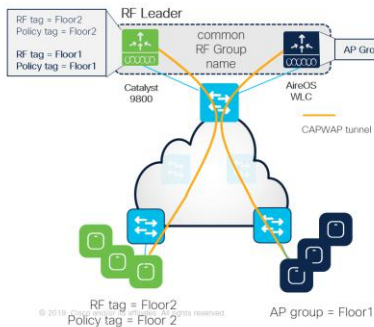 RF Leader
RF tag = Floor2
Policy tag = Floor2
RF tag = Floor1
Policy tag = Floor1
common
RF Group
name
AP Gro
Catalyst
9800
AireOS
WLC
CAPWAP tunnel
RF tag = Floor2
Policy tag = Floor 2
AP group = Floor1
© 2019 Cisco and/or its affiliates. All rights reserved.